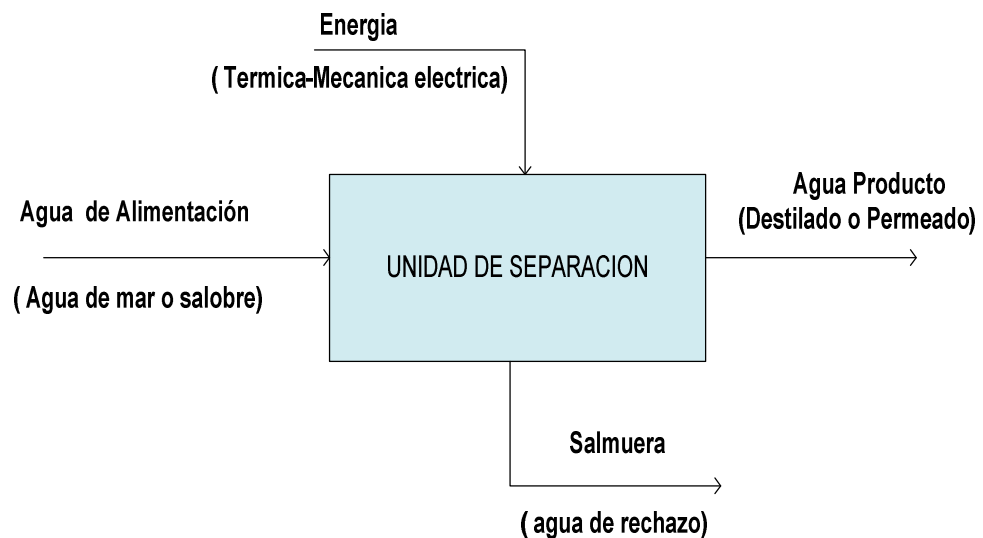 Energia
( Termica-Mecanica electrica)
Agua de Alimentación
( Agua de mar o salobre)
UNIDAD DE SEPARACION
Agua Producto
(Destilado o Permeado)
Salmuera
( agua de rechazo)